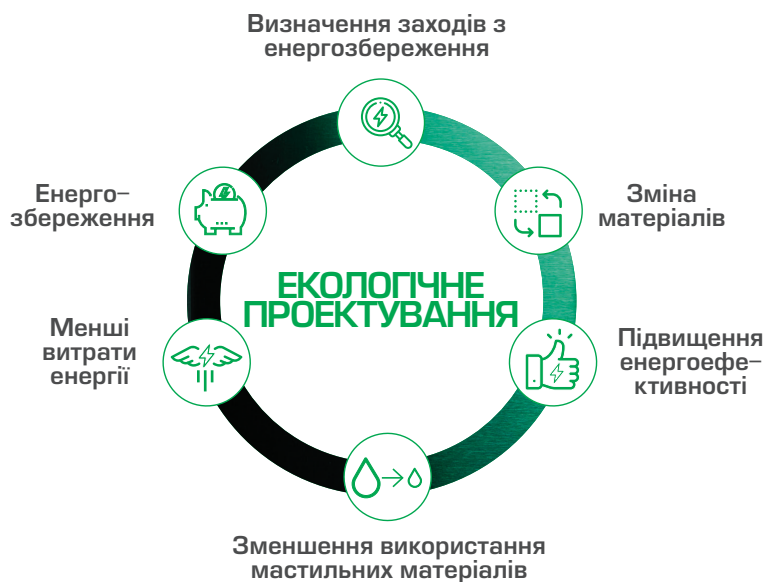 Визначення заходів з
енергозбереження
Енерго–
збереження
Зміна
матеріалів
ЕКОЛОГІЧНЕ
ПРОЕКТУВАННЯ
Менші
витрати
енергії
Підвищення
енергоефе–
ктивності
Зменшення використання
мастильних матеріалів